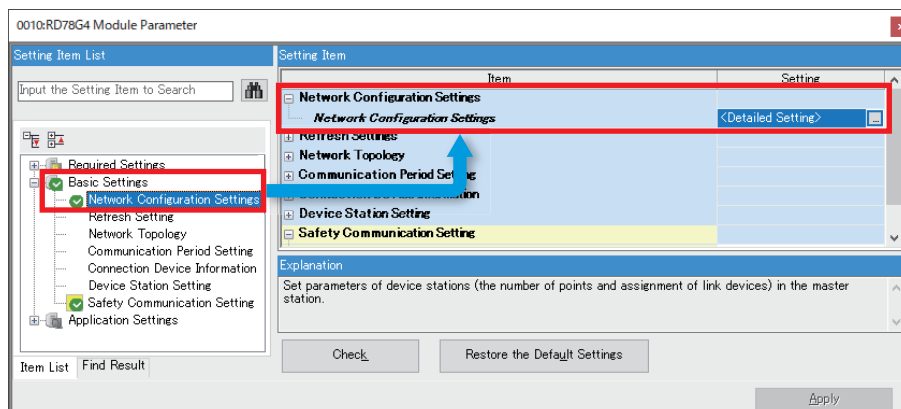 0010:RD78G4 Module Parameter
Setting Item List
Input the Setting Item to Search
Required Settings
Basic Settings
Network Configuration Settings
Refresh Setting
Network Topology
Communication Period Setting
Connection Device Information
Device Station Setting
Safety Communication Setting
Application Settings
Item List Find Result
Setting Item
Item Setting
Network Configuration Settings
Network Configuration Settings <Detailed Setting> ...
Refresh Settings
Network Topology
Communication Period Setting
Device Station Setting
Safety Communication Setting
Explanation
Set parameters of device stations (the number of points and assignment of link devices) in the master
station.
Check Restore the Default Settings
Apply